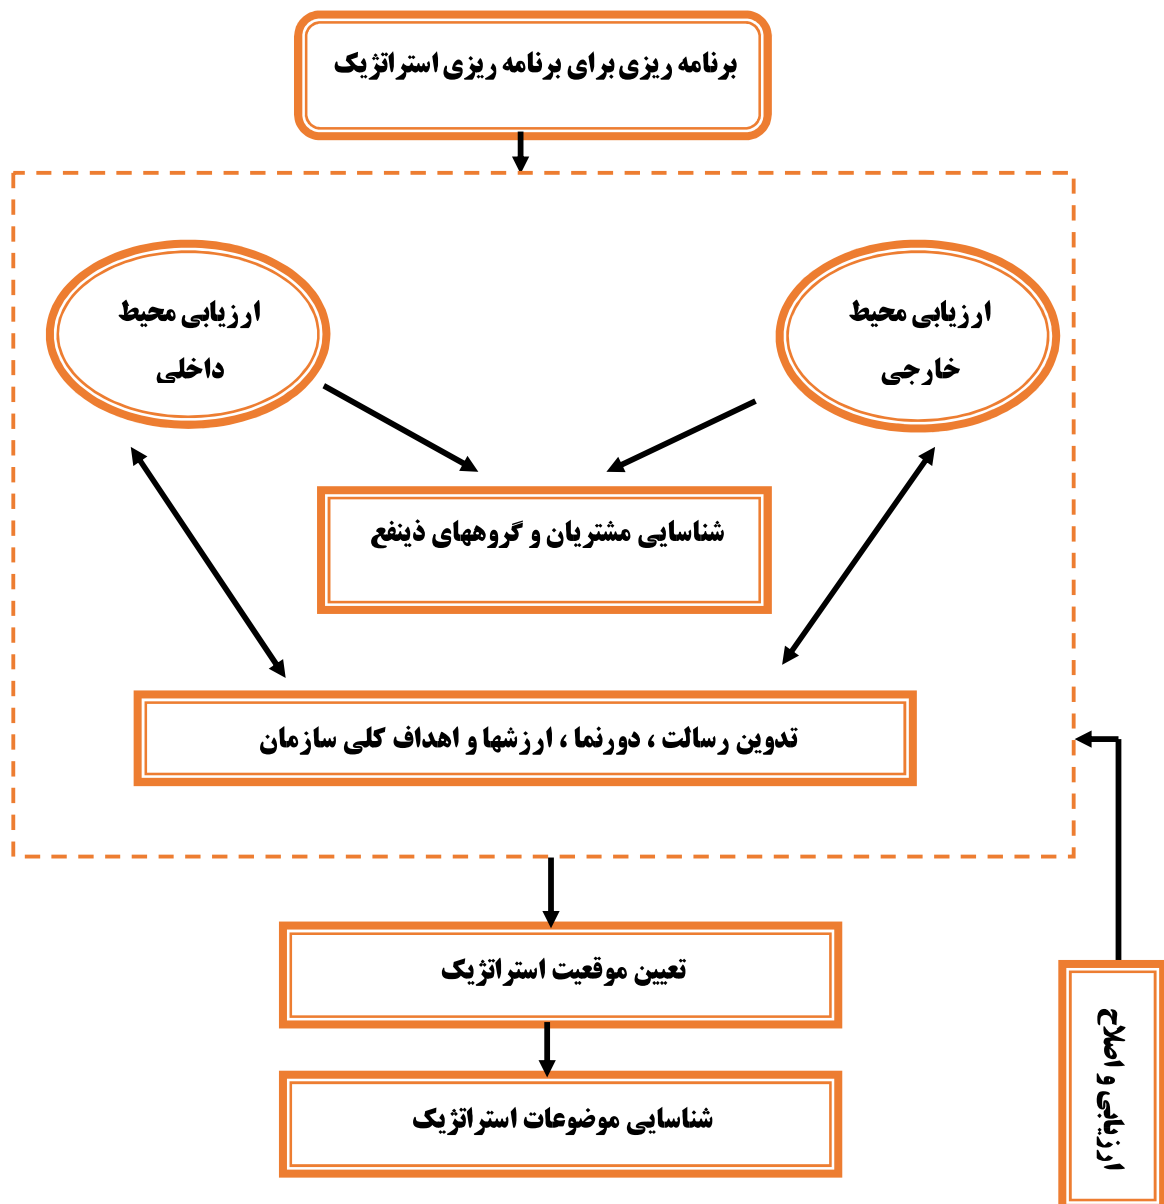 برنامه ریزی برای برنامه ریزی استراتژیک
ارزیابی محیط
خارجی
ارزیابی محیط
داخلی
شناسایی مشتریان و گروههای ذینفع
تدوین رسالت ، دورنما ، ارزشها و اهداف کلی سازمان
تعیین موقعیت استراتژیک
شناسایی موضوعات استراتژیک
ارزیابی و اصلاح